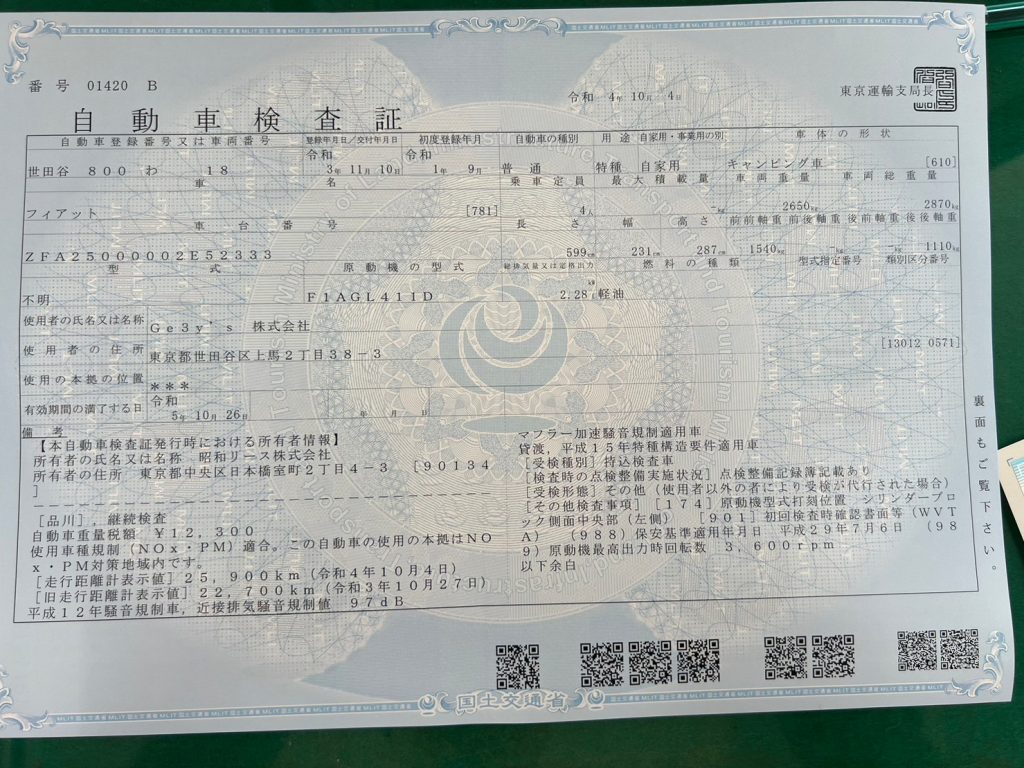 番号 01420 B
令和 4年10月 4日
東京運輸支局長
自動車検査証
自動車登録番号又は車両番号 登録年月日／交付年月日 初度登録年月 自動車の種別 用途 自家用・事業用の別 車体の形状
世田谷 800 わ 18 令和 3年11月10日 令和 1年 9月 普通 特種 自家用 キャンピング車 [610]
車名 乗車定員 最大積載量 車両重量 車両総重量
フィアット [781] 4人 -kg 2650kg 2870kg
車台番号 長さ 幅 高さ 前前軸重 前後軸重 後前軸重 後後軸重
ZFA25000002E52333 599cm 231cm 287cm 1540kg -kg -kg 1110kg
型式 原動機の型式 総排気量又は定格出力 燃料の種類 型式指定番号 類別区分番号
不明 F1AGL411D 2.28 kW L 軽油
使用者の氏名又は名称 Ge3y's 株式会社
使用者の住所 東京都世田谷区上馬2丁目38-3 [13012 0571]
使用の本拠の位置 ＊＊＊
有効期間の満了する日 令和 5年10月26日 年 月 日
備考
【本自動車検査証発行時における所有者情報】
所有者の氏名又は名称 昭和リース株式会社
所有者の住所 東京都中央区日本橋室町2丁目4-3 [90134
]
[品川], 継続検査
自動車重量税額 ￥12,300
使用車種規制（NOx・PM）適合。この自動車の使用の本拠はNO
x・PM対策地域内です。
[走行距離計表示値] 25,900km（令和4年10月4日）
[旧走行距離計表示値] 22,700km（令和3年10月27日）
平成12年騒音規制車, 近接排気騒音規制値 97dB
マフラー加速騒音規制適用車
貸渡, 平成15年特種構造要件適用車
[受検種別] 持込検査車
[検査時の点検整備実施状況] 点検整備記録簿記載あり
[受検形態] その他（使用者以外の者により受検が代行された場合）
[その他検査事項] [174] 原動機型式打刻位置 シリンダーブロ
ック側面中央部（左側） [901] 初回検査時確認書面等（WVT
A) (988) 保安基準適用年月日 平成29年7月6日 (98
9) 原動機最高出力時回転数 3,600rpm
以下余白
裏面もご覧下さい。
国土交通省